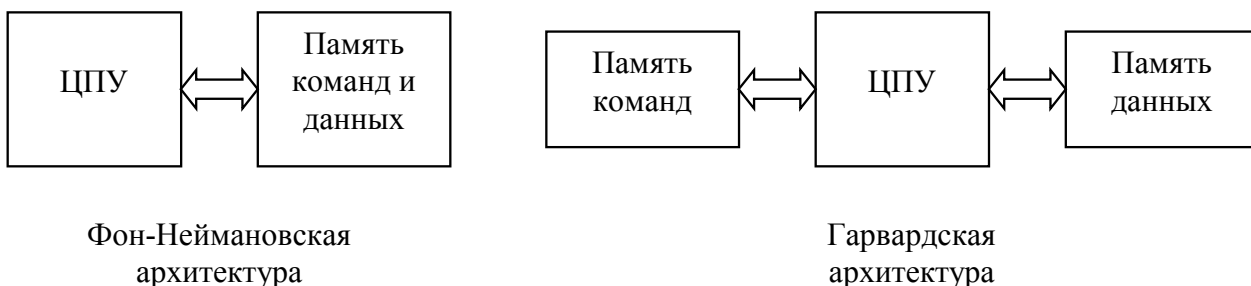 ЦПУ
Память
команд и
данных
Память
команд
ЦПУ
Память
данных
Фон-Неймановская
архитектура
Гарвардская
архитектура